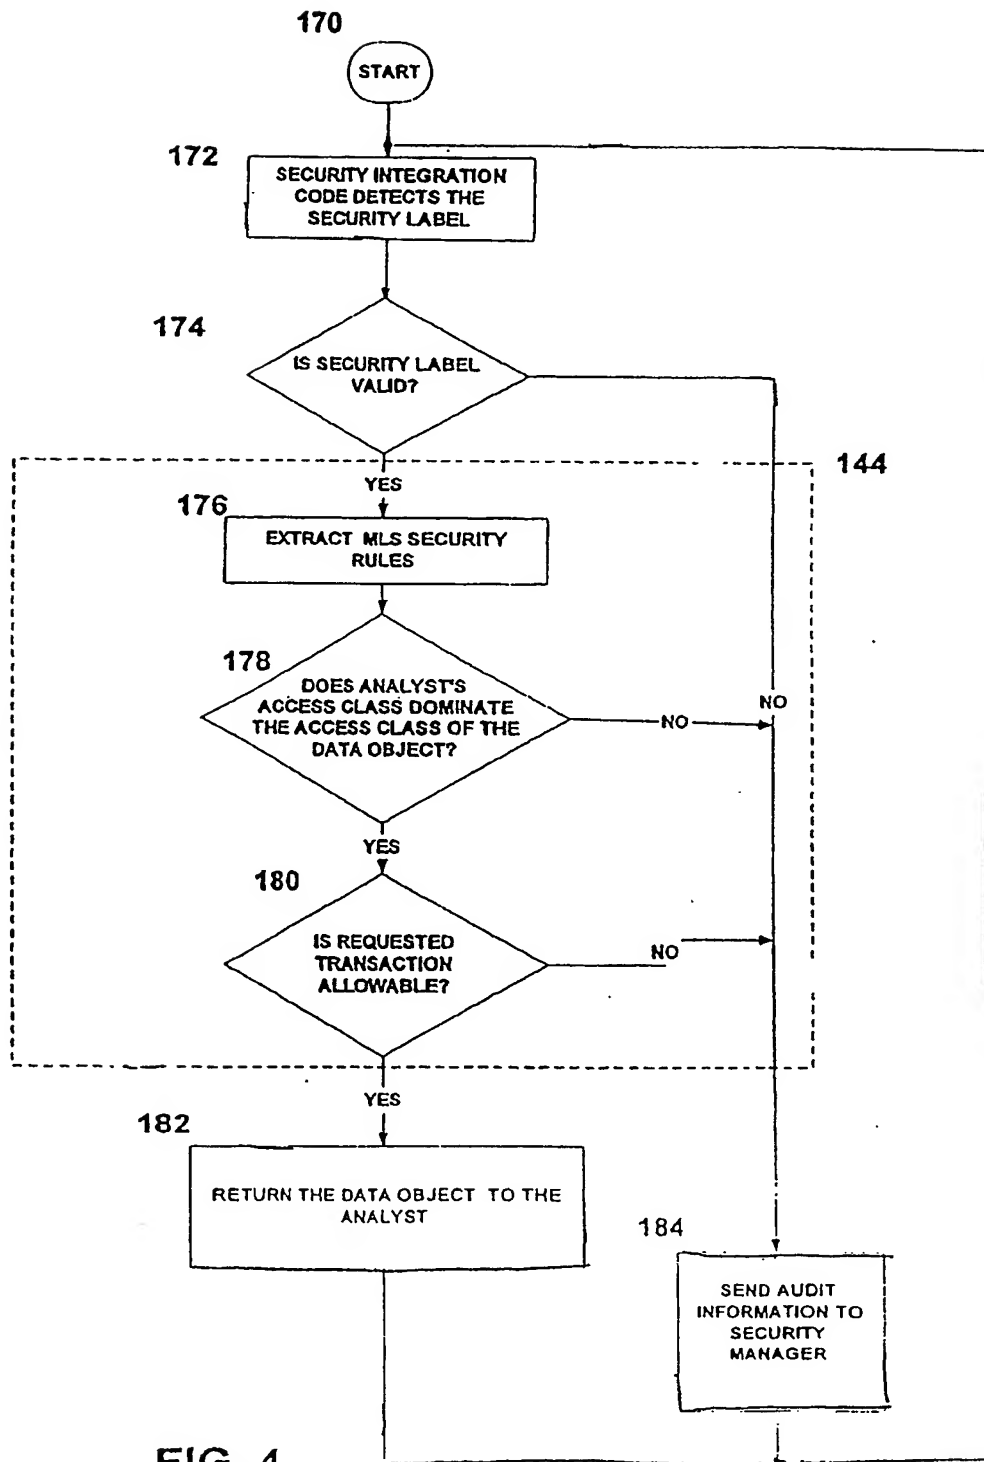 170
START
172
SECURITY INTEGRATION
CODE DETECTS THE
SECURITY LABEL
174
IS SECURITY LABEL
VALID?
144
YES
176
EXTRACT MLS SECURITY
RULES
178
DOES ANALYST'S
ACCESS CLASS DOMINATE
THE ACCESS CLASS OF THE
DATA OBJECT?
NO
NO
YES
180
IS REQUESTED
TRANSACTION
ALLOWABLE?
NO
YES
182
RETURN THE DATA OBJECT TO THE
ANALYST
184
SEND AUDIT
INFORMATION TO
SECURITY
MANAGER
FIG. 4